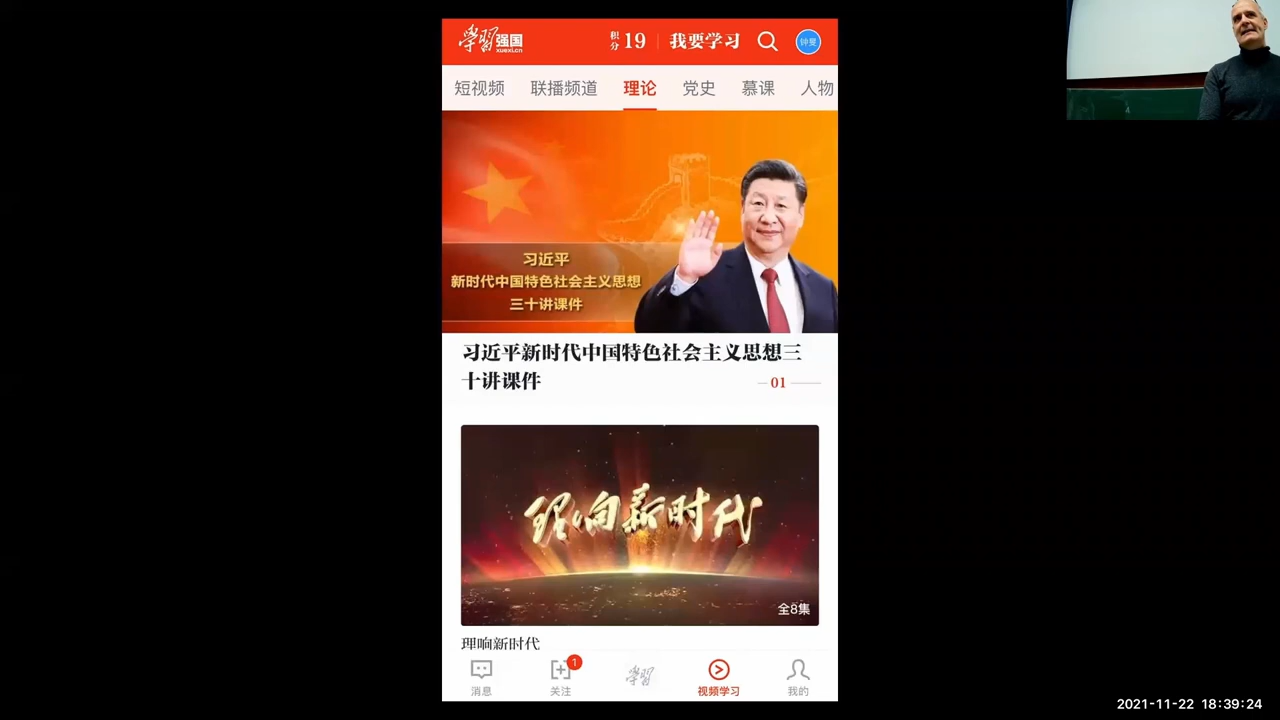 学習强国
xuexi.cn
积分 19 我要学习
钟旻
短视频 联播频道 理论 党史 慕课 人物
习近平
新时代中国特色社会主义思想
三十讲课件
习近平新时代中国特色社会主义思想三
十讲课件
01
理响新时代
全8集
理响新时代
1
学習
消息 关注 视频学习 我的
2021-11-22 18:39:24